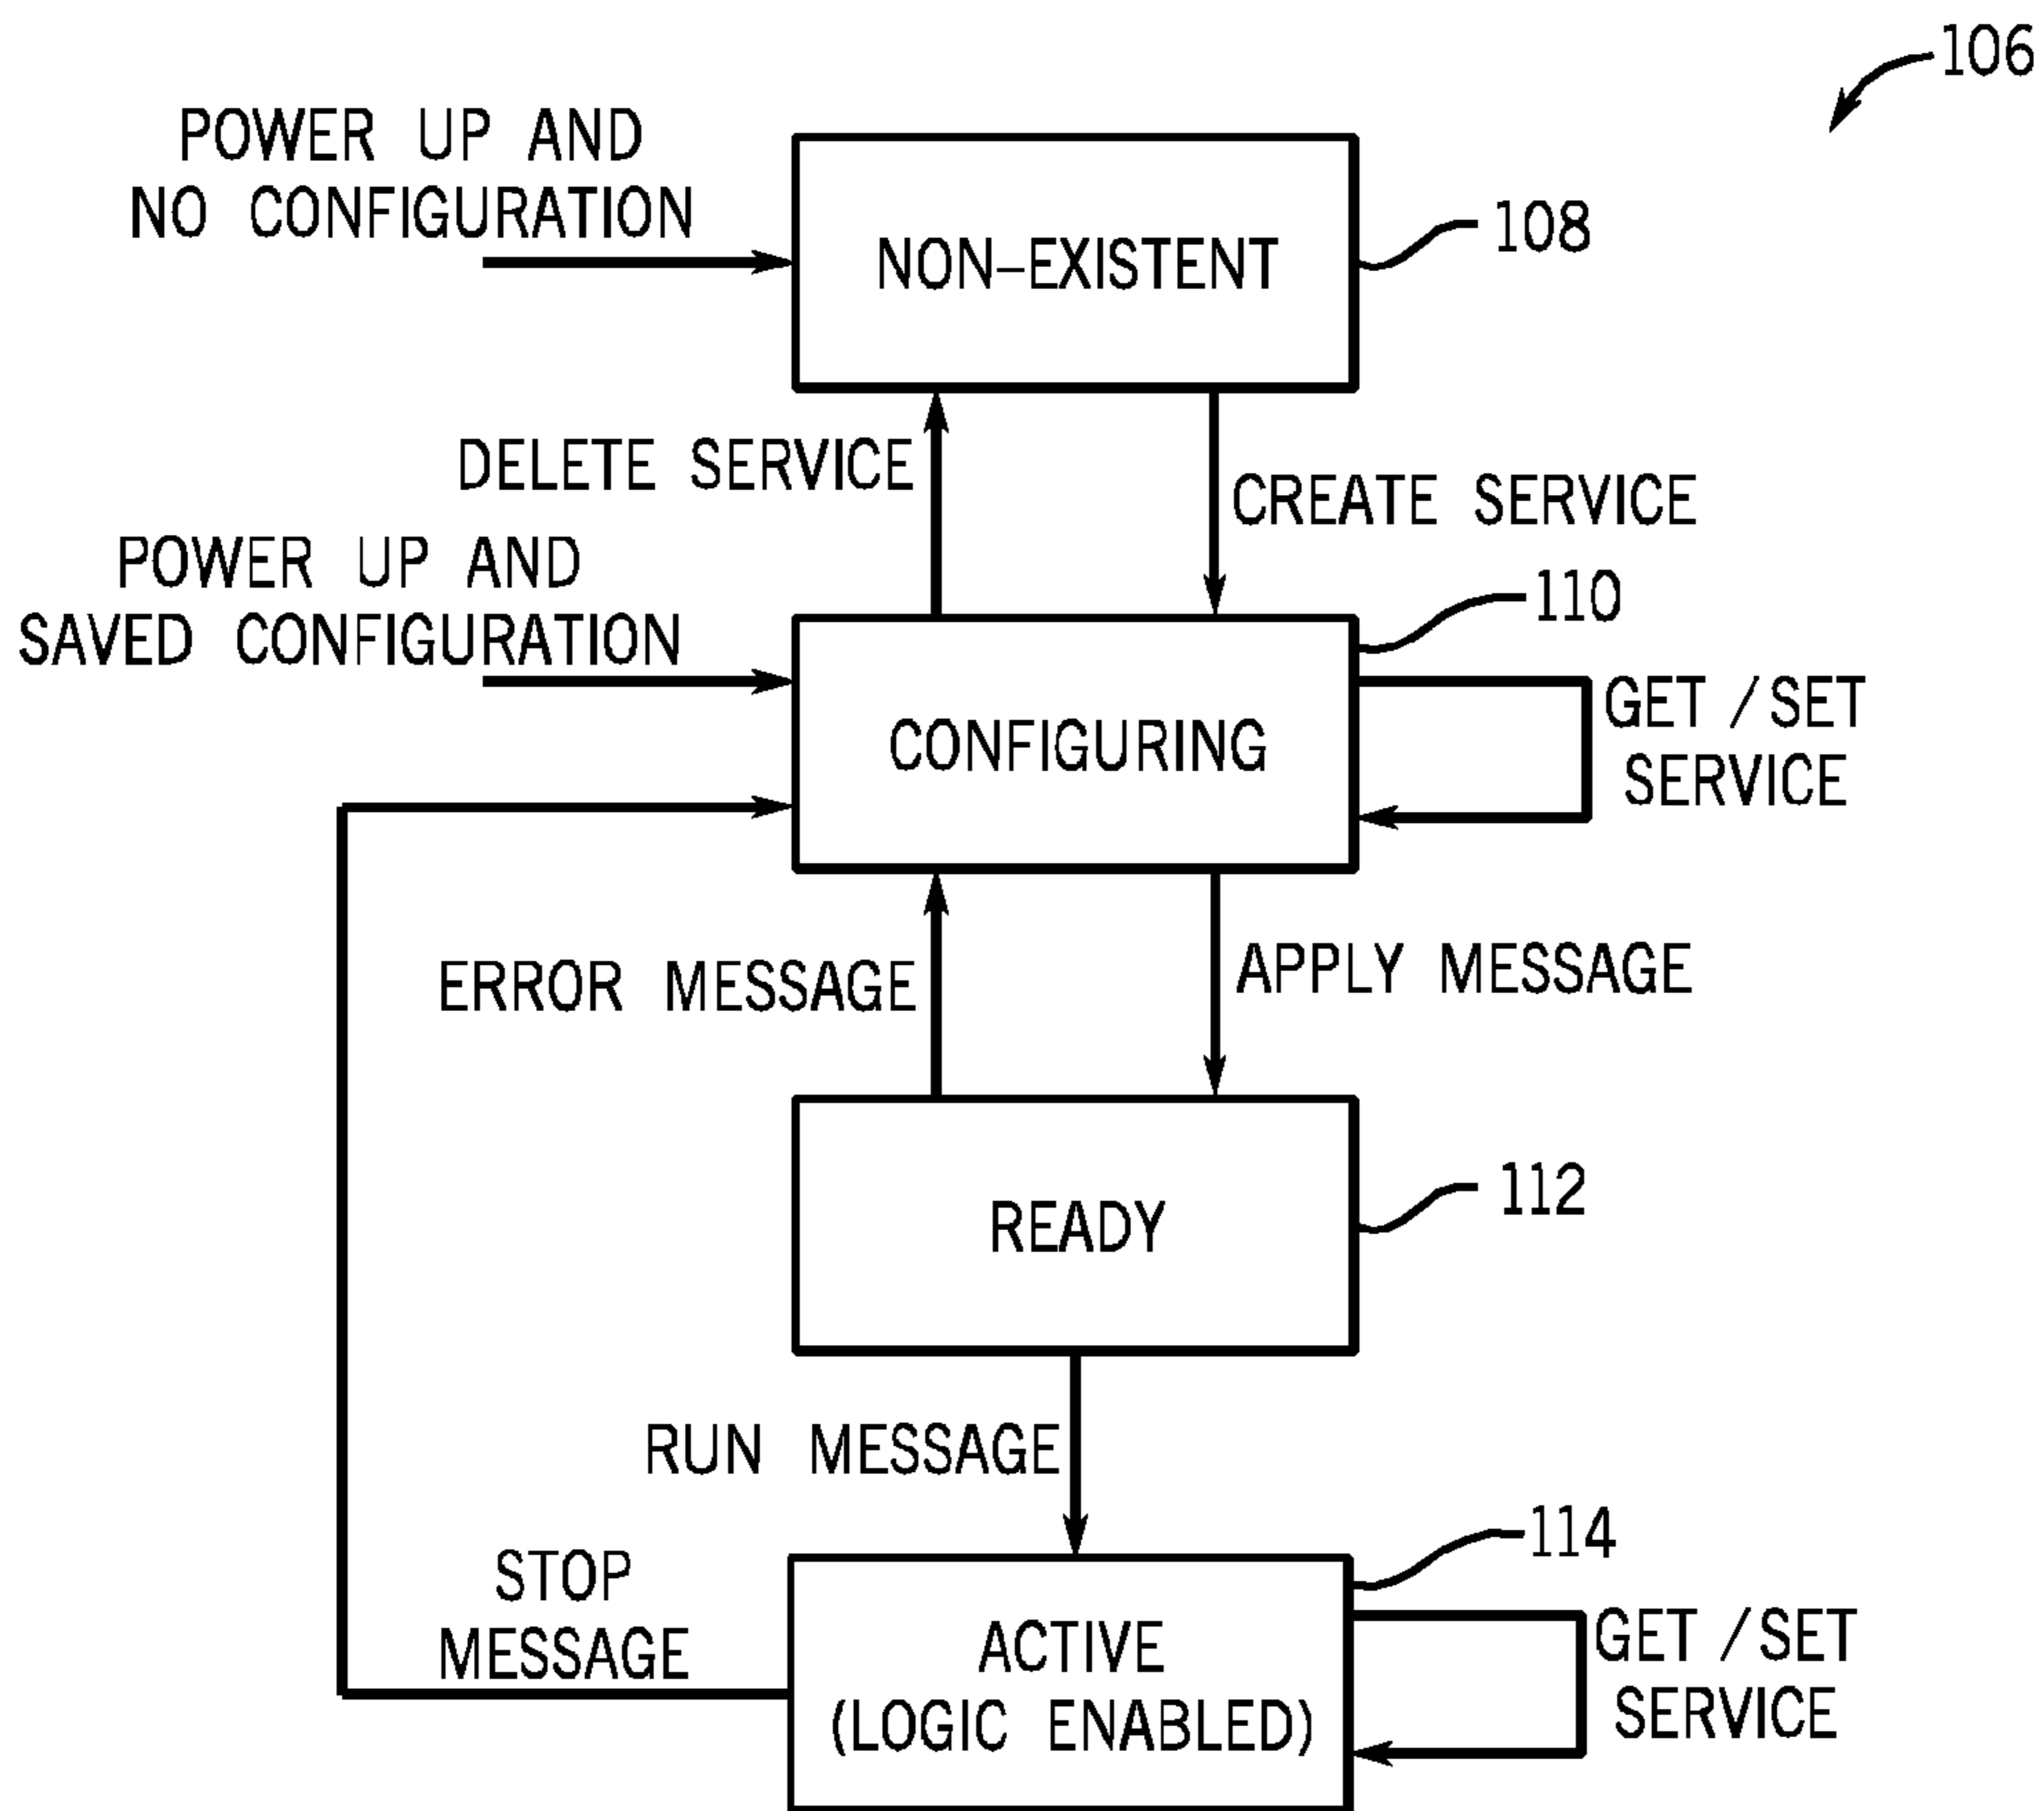 106
POWER UP AND
NO CONFIGURATION
108
NON-EXISTENT
DELETE SERVICE
CREATE SERVICE
POWER UP AND
SAVED CONFIGURATION
110
GET / SET
SERVICE
CONFIGURING
ERROR MESSAGE
APPLY MESSAGE
112
READY
RUN MESSAGE
114
STOP
MESSAGE
ACTIVE
(LOGIC ENABLED)
GET / SET
SERVICE